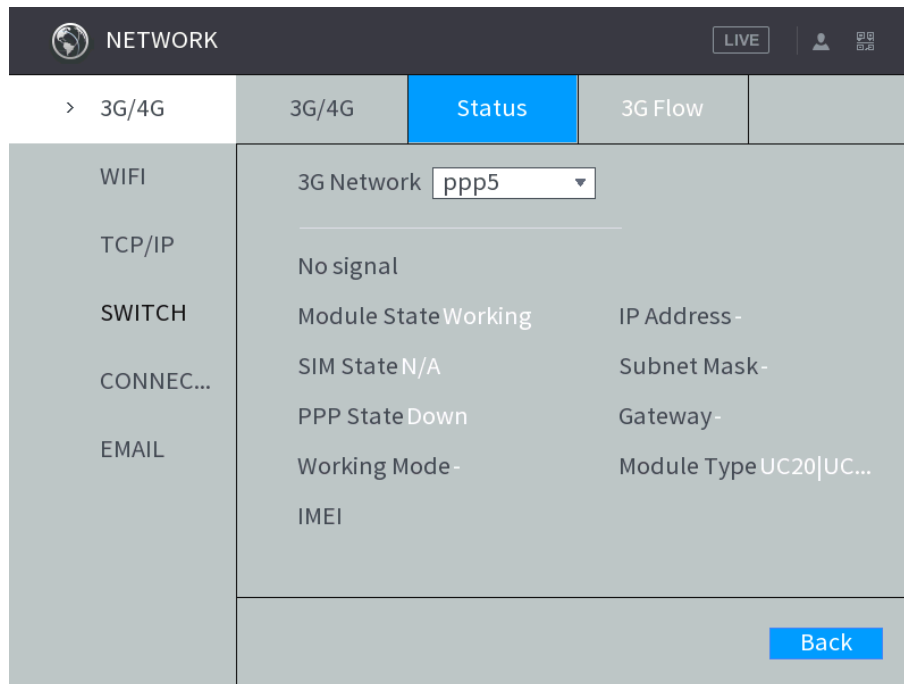 NETWORK LIVE
3G/4G
WIFI
TCP/IP
SWITCH
CONNEC...
EMAIL
3G/4G Status 3G Flow
3G Network ppp5
No signal
Module State Working IP Address -
SIM State N/A Subnet Mask -
PPP State Down Gateway -
Working Mode - Module Type UC20|UC...
IMEI
Back